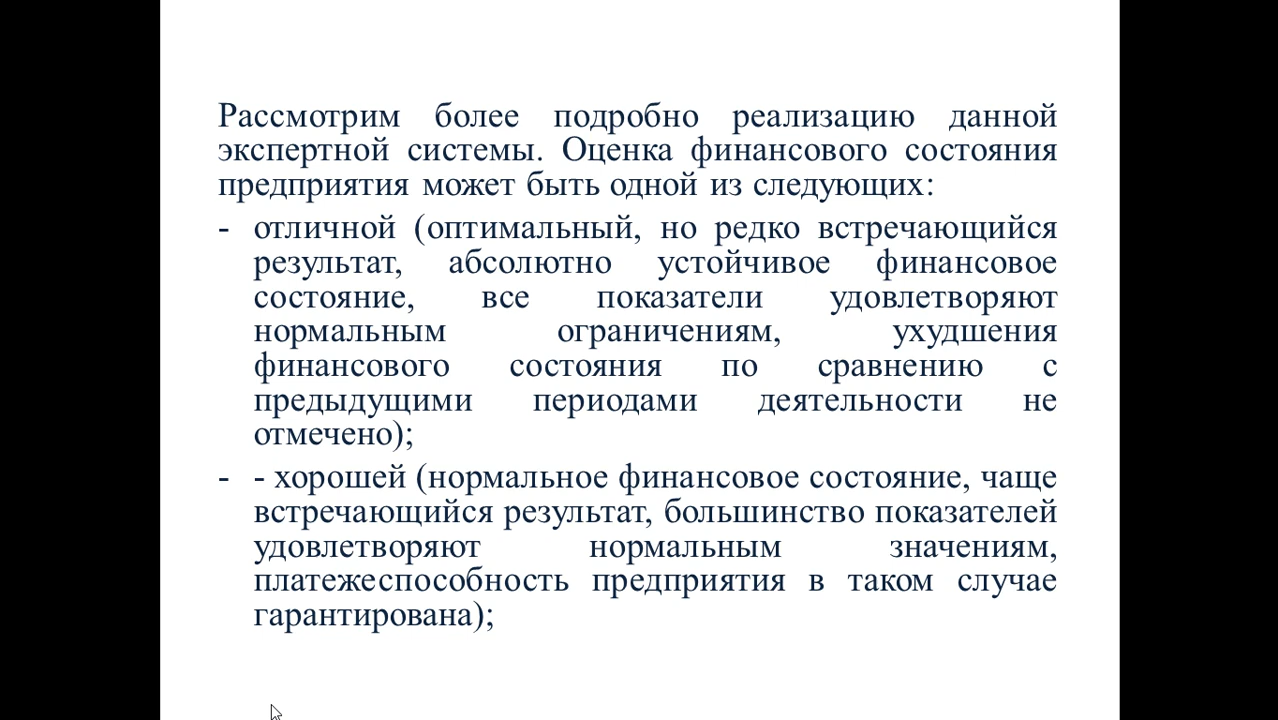 Рассмотрим более подробно реализацию данной
экспертной системы. Оценка финансового состояния
предприятия может быть одной из следующих:
- отличной (оптимальный, но редко встречающийся
результат, абсолютно устойчивое финансовое
состояние, все показатели удовлетворяют
нормальным ограничениям, ухудшения
финансового состояния по сравнению с
предыдущими периодами деятельности не
отмечено);
- - хорошей (нормальное финансовое состояние, чаще
встречающийся результат, большинство показателей
удовлетворяют нормальным значениям,
платежеспособность предприятия в таком случае
гарантирована);